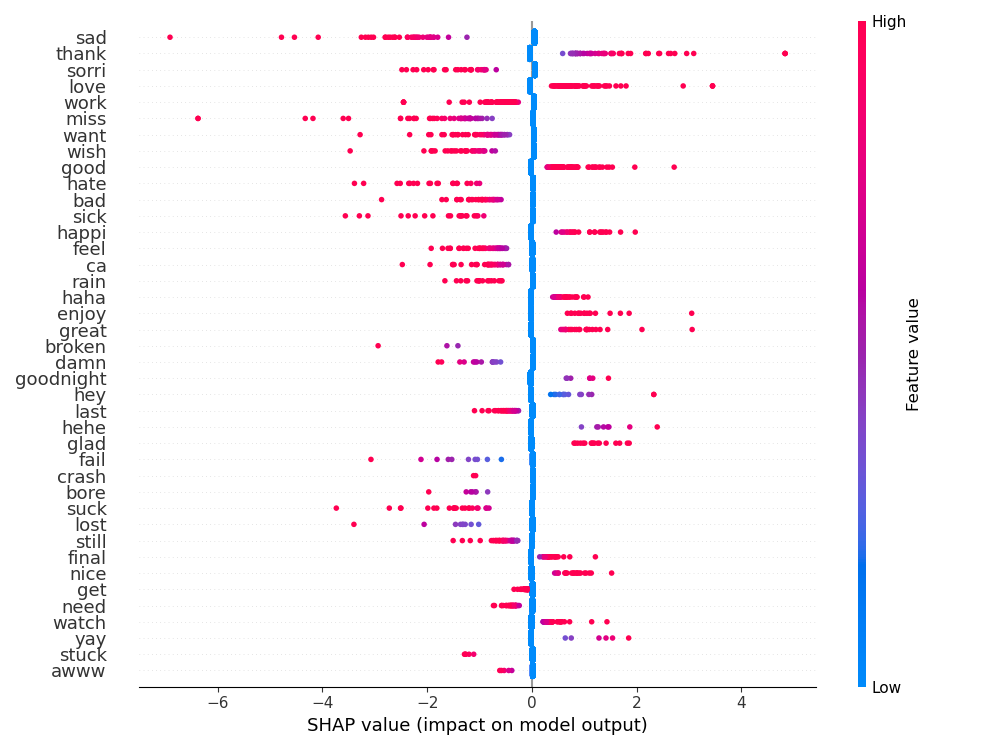 High
sad
thank
sorri
love
work
miss
want
wish
good
hate
bad
sick
happi
feel
ca
rain
haha
enjoy
great
broken
damn
goodnight
hey
last
hehe
glad
fail
crash
bore
suck
lost
still
final
nice
get
need
watch
yay
stuck
awww
Feature value
Low
−6 −4 −2 0 2 4
SHAP value (impact on model output)